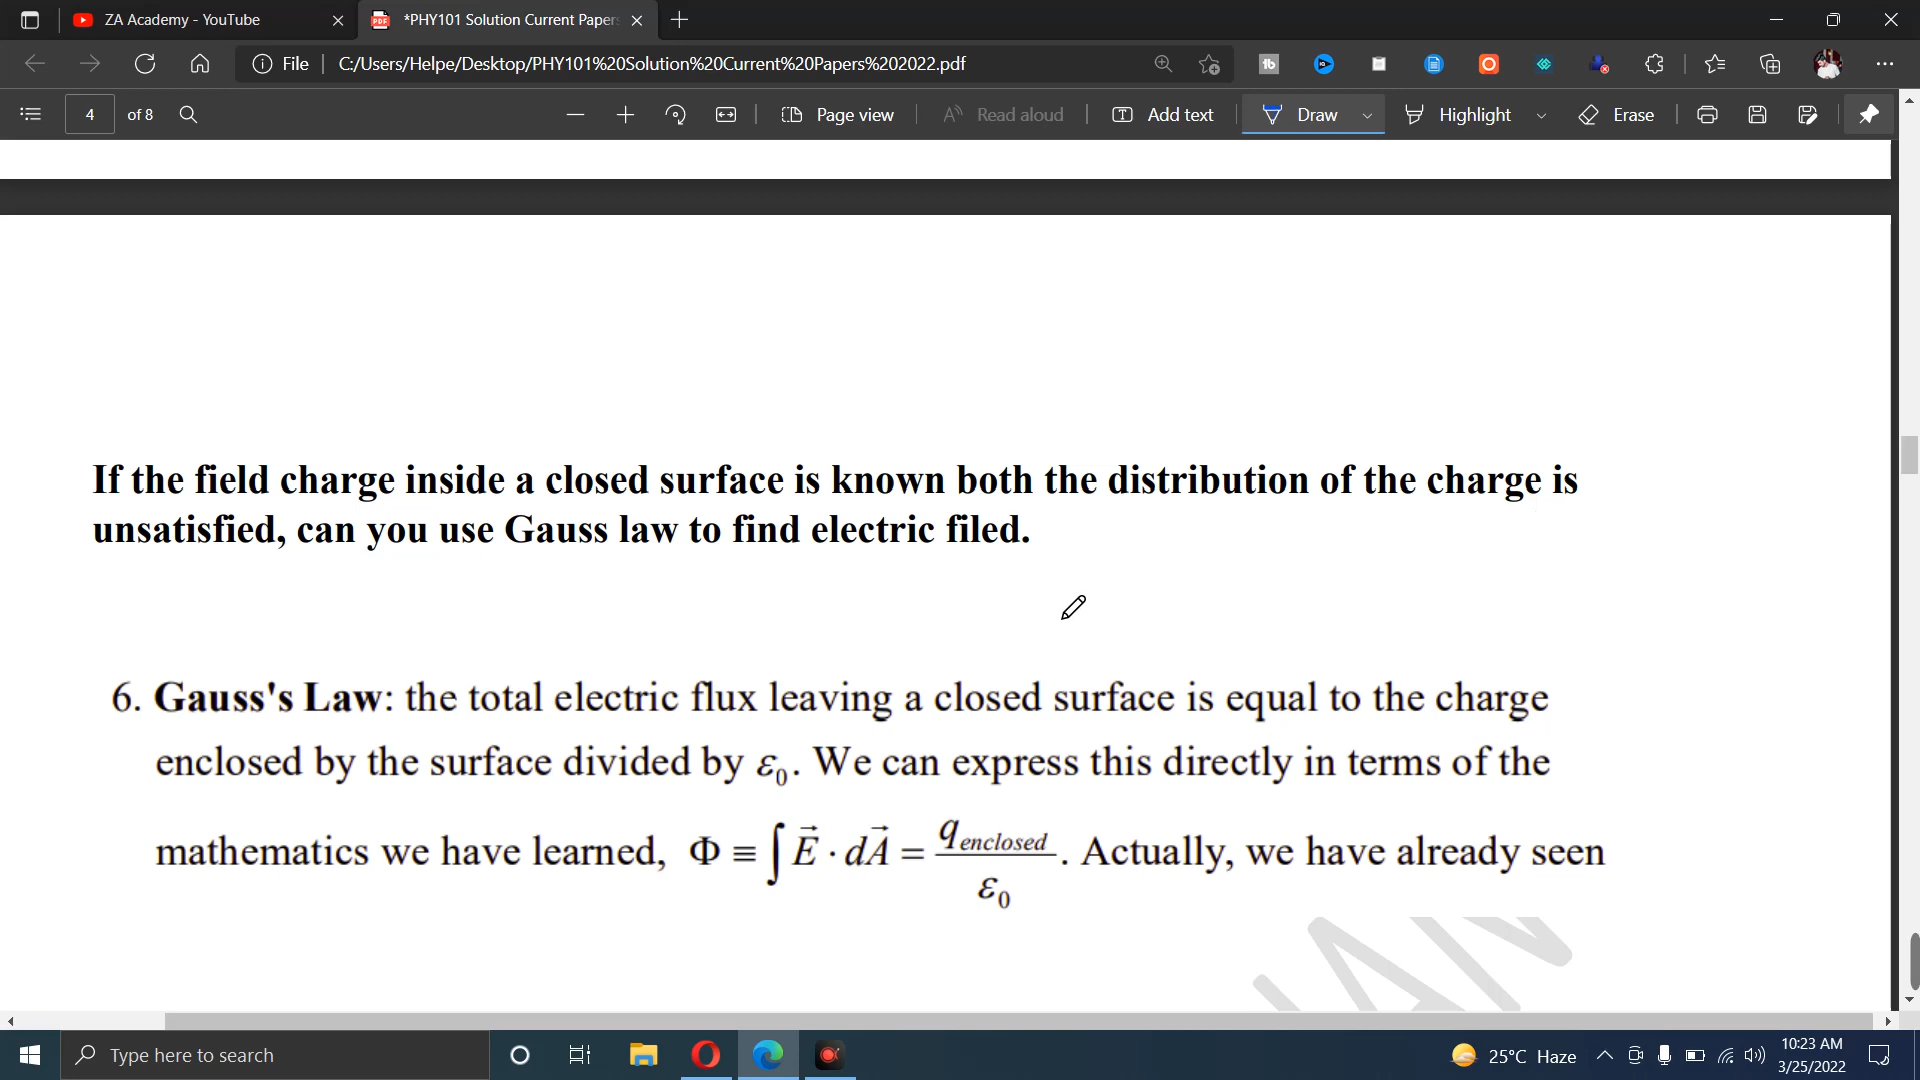 ZA Academy - YouTube
*PHY101 Solution Current Papers
File
C:/Users/Helpe/Desktop/PHY101%20Solution%20Current%20Papers%202022.pdf
4 of 8
Page view
Read aloud
Add text
Draw
Highlight
Erase
If the field charge inside a closed surface is known both the distribution of the charge is
unsatisfied, can you use Gauss law to find electric filed.
6. Gauss's Law: the total electric flux leaving a closed surface is equal to the charge
enclosed by the surface divided by ε₀. We can express this directly in terms of the
mathematics we have learned, Φ ≡ ∫ E⃗ · dA⃗ = q_enclosed / ε₀. Actually, we have already seen
Type here to search
25°C Haze
10:23 AM
3/25/2022